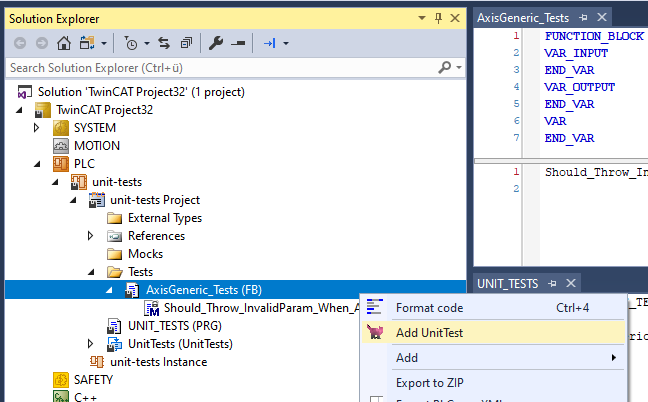 Solution Explorer
Search Solution Explorer (Ctrl+ü)
Solution 'TwinCAT Project32' (1 project)
TwinCAT Project32
SYSTEM
MOTION
PLC
unit-tests
unit-tests Project
External Types
References
Mocks
Tests
AxisGeneric_Tests (FB)
Should_Throw_InvalidParam_When_A
UNIT_TESTS (PRG)
UnitTests (UnitTests)
unit-tests Instance
SAFETY
C++
AxisGeneric_Tests
1 FUNCTION_BLOCK
2 VAR_INPUT
3 END_VAR
4 VAR_OUTPUT
5 END_VAR
6 VAR
7 END_VAR
1 Should_Throw_In
2
UNIT_TESTS
Format code Ctrl+4
Add UnitTest
Add
Export to ZIP